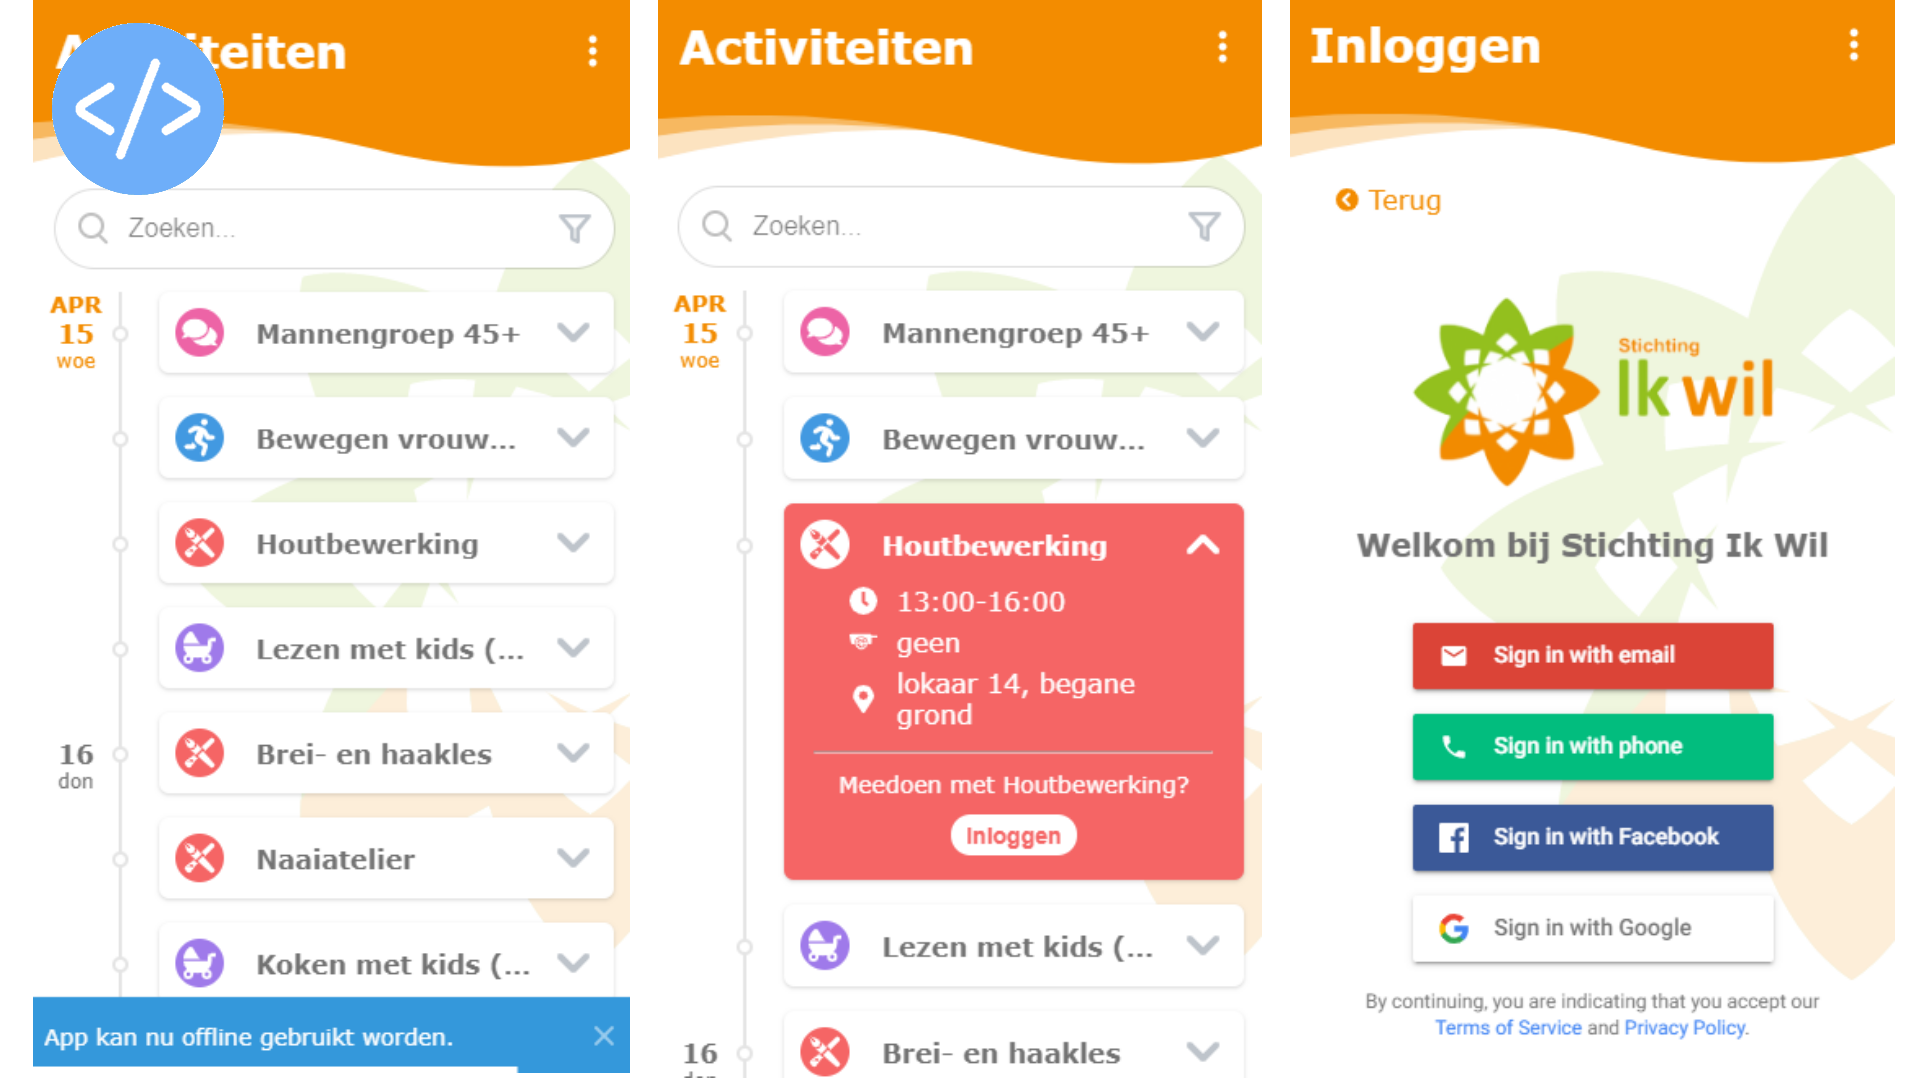 Activiteiten
Zoeken...
APR
15
woe
Mannengroep 45+
Bewegen vrouw...
Houtbewerking
Lezen met kids (...
16
don
Brei- en haakles
Naaiatelier
Koken met kids (...
App kan nu offline gebruikt worden.
Activiteiten
Zoeken...
APR
15
woe
Mannengroep 45+
Bewegen vrouw...
Houtbewerking
13:00-16:00
geen
lokaar 14, begane
grond
Meedoen met Houtbewerking?
Inloggen
Lezen met kids (...
16
don
Brei- en haakles
Inloggen
Terug
Stichting
Ik wil
Welkom bij Stichting Ik Wil
Sign in with email
Sign in with phone
Sign in with Facebook
Sign in with Google
By continuing, you are indicating that you accept our
Terms of Service and Privacy Policy.